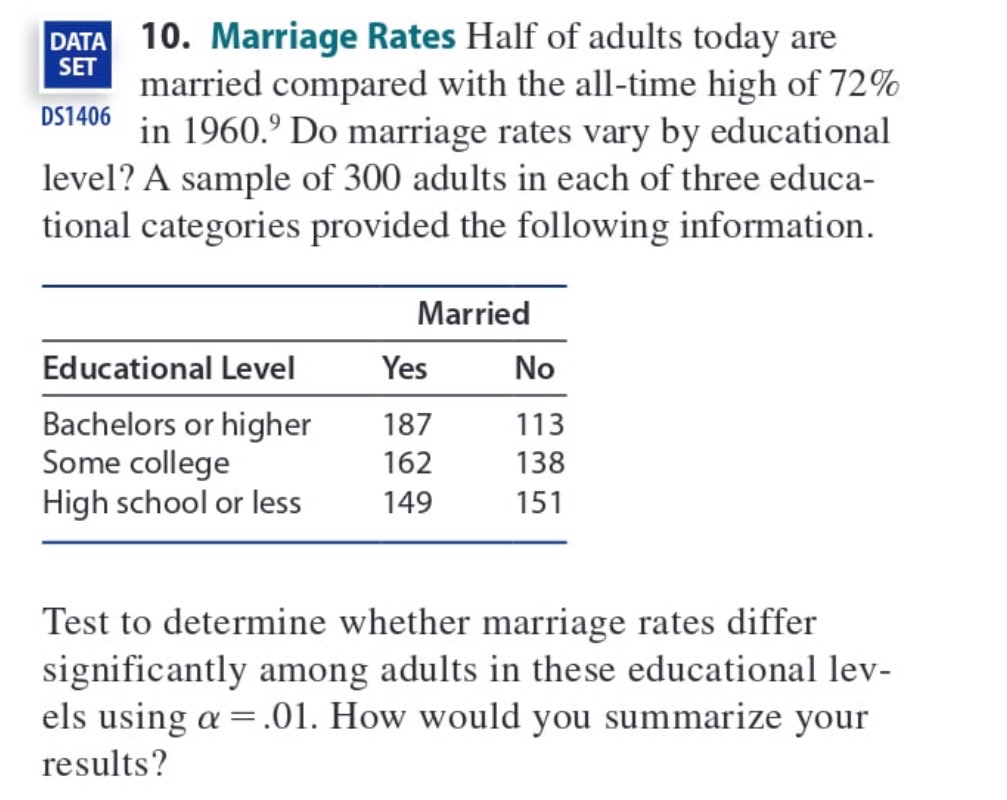 DATA
SET
DS1406
10. Marriage Rates Half of adults today are
married compared with the all-time high of 72%
in 1960.⁹ Do marriage rates vary by educational
level? A sample of 300 adults in each of three educa-
tional categories provided the following information.
Married
Educational Level Yes No
Bachelors or higher 187 113
Some college 162 138
High school or less 149 151
Test to determine whether marriage rates differ
significantly among adults in these educational lev-
els using α = .01. How would you summarize your
results?